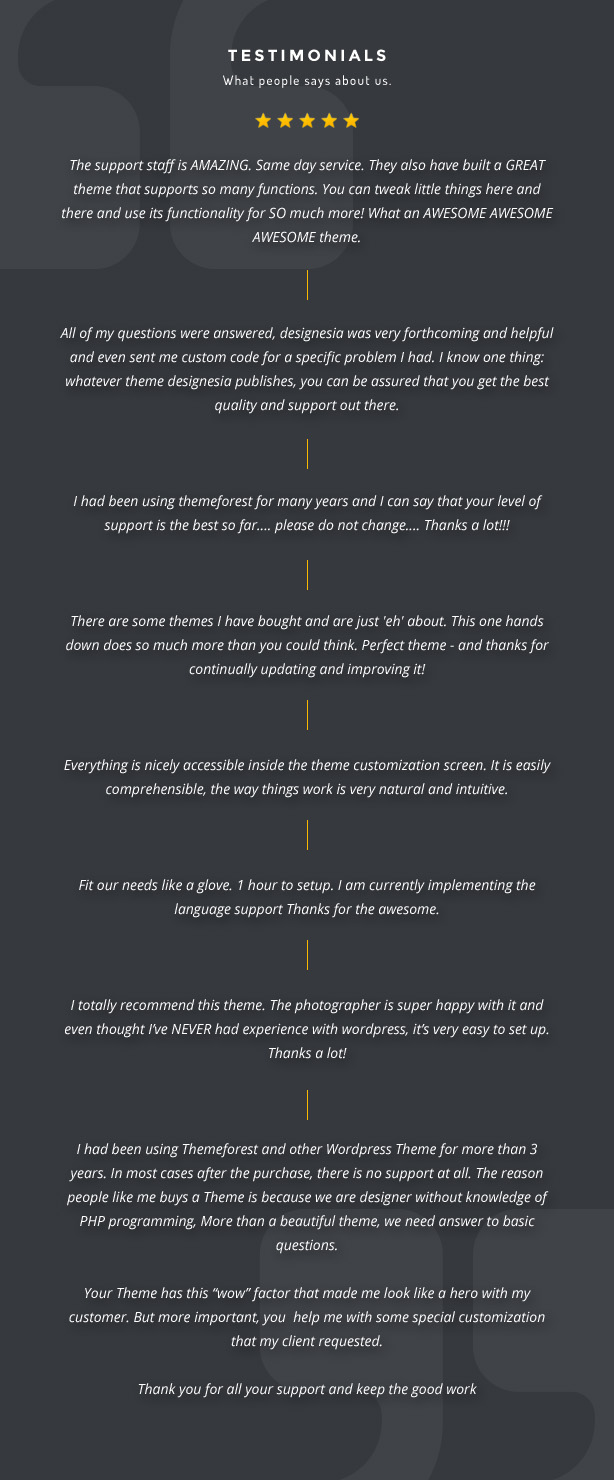 TESTIMONIALS
What people says about us.
The support staff is AMAZING. Same day service. They also have built a GREAT
theme that supports so many functions. You can tweak little things here and
there and use its functionality for SO much more! What an AWESOME AWESOME
AWESOME theme.
All of my questions were answered, designesia was very forthcoming and helpful
and even sent me custom code for a specific problem I had. I know one thing:
whatever theme designesia publishes, you can be assured that you get the best
quality and support out there.
I had been using themeforest for many years and I can say that your level of
support is the best so far.... please do not change.... Thanks a lot!!!
There are some themes I have bought and are just 'eh' about. This one hands
down does so much more than you could think. Perfect theme - and thanks for
continually updating and improving it!
Everything is nicely accessible inside the theme customization screen. It is easily
comprehensible, the way things work is very natural and intuitive.
Fit our needs like a glove. 1 hour to setup. I am currently implementing the
language support Thanks for the awesome.
I totally recommend this theme. The photographer is super happy with it and
even thought I’ve NEVER had experience with wordpress, it’s very easy to set up.
Thanks a lot!
I had been using Themeforest and other Wordpress Theme for more than 3
years. In most cases after the purchase, there is no support at all. The reason
people like me buys a Theme is because we are designer without knowledge of
PHP programming, More than a beautiful theme, we need answer to basic
questions.
Your Theme has this “wow” factor that made me look like a hero with my
customer. But more important, you  help me with some special customization
that my client requested.
Thank you for all your support and keep the good work